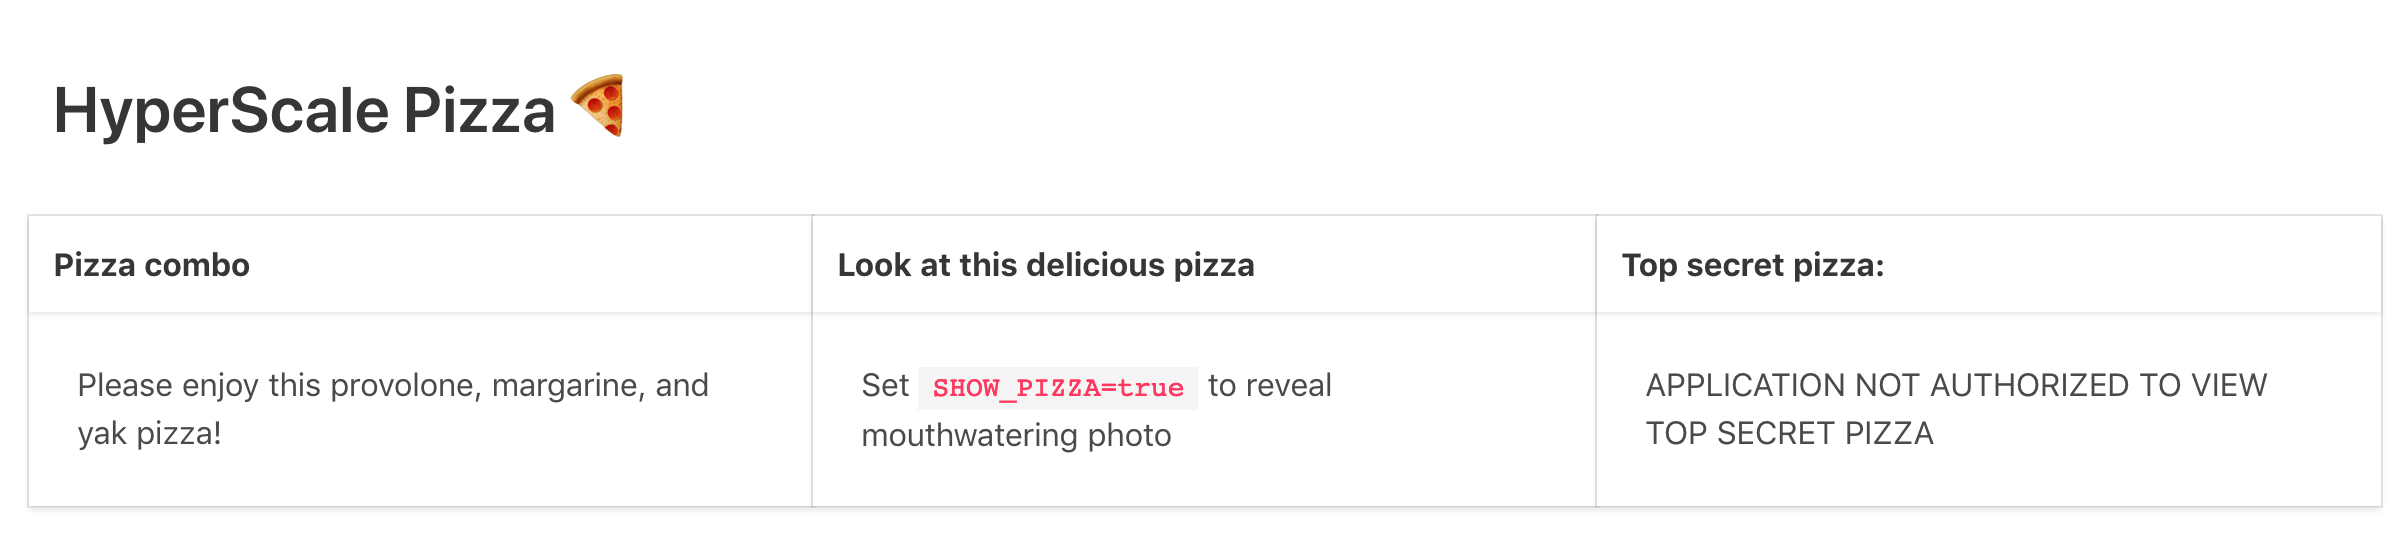 HyperScale Pizza 🍕
Pizza combo
Please enjoy this provolone, margarine, and
yak pizza!
Look at this delicious pizza
Set SHOW_PIZZA=true to reveal
mouthwatering photo
Top secret pizza:
APPLICATION NOT AUTHORIZED TO VIEW
TOP SECRET PIZZA